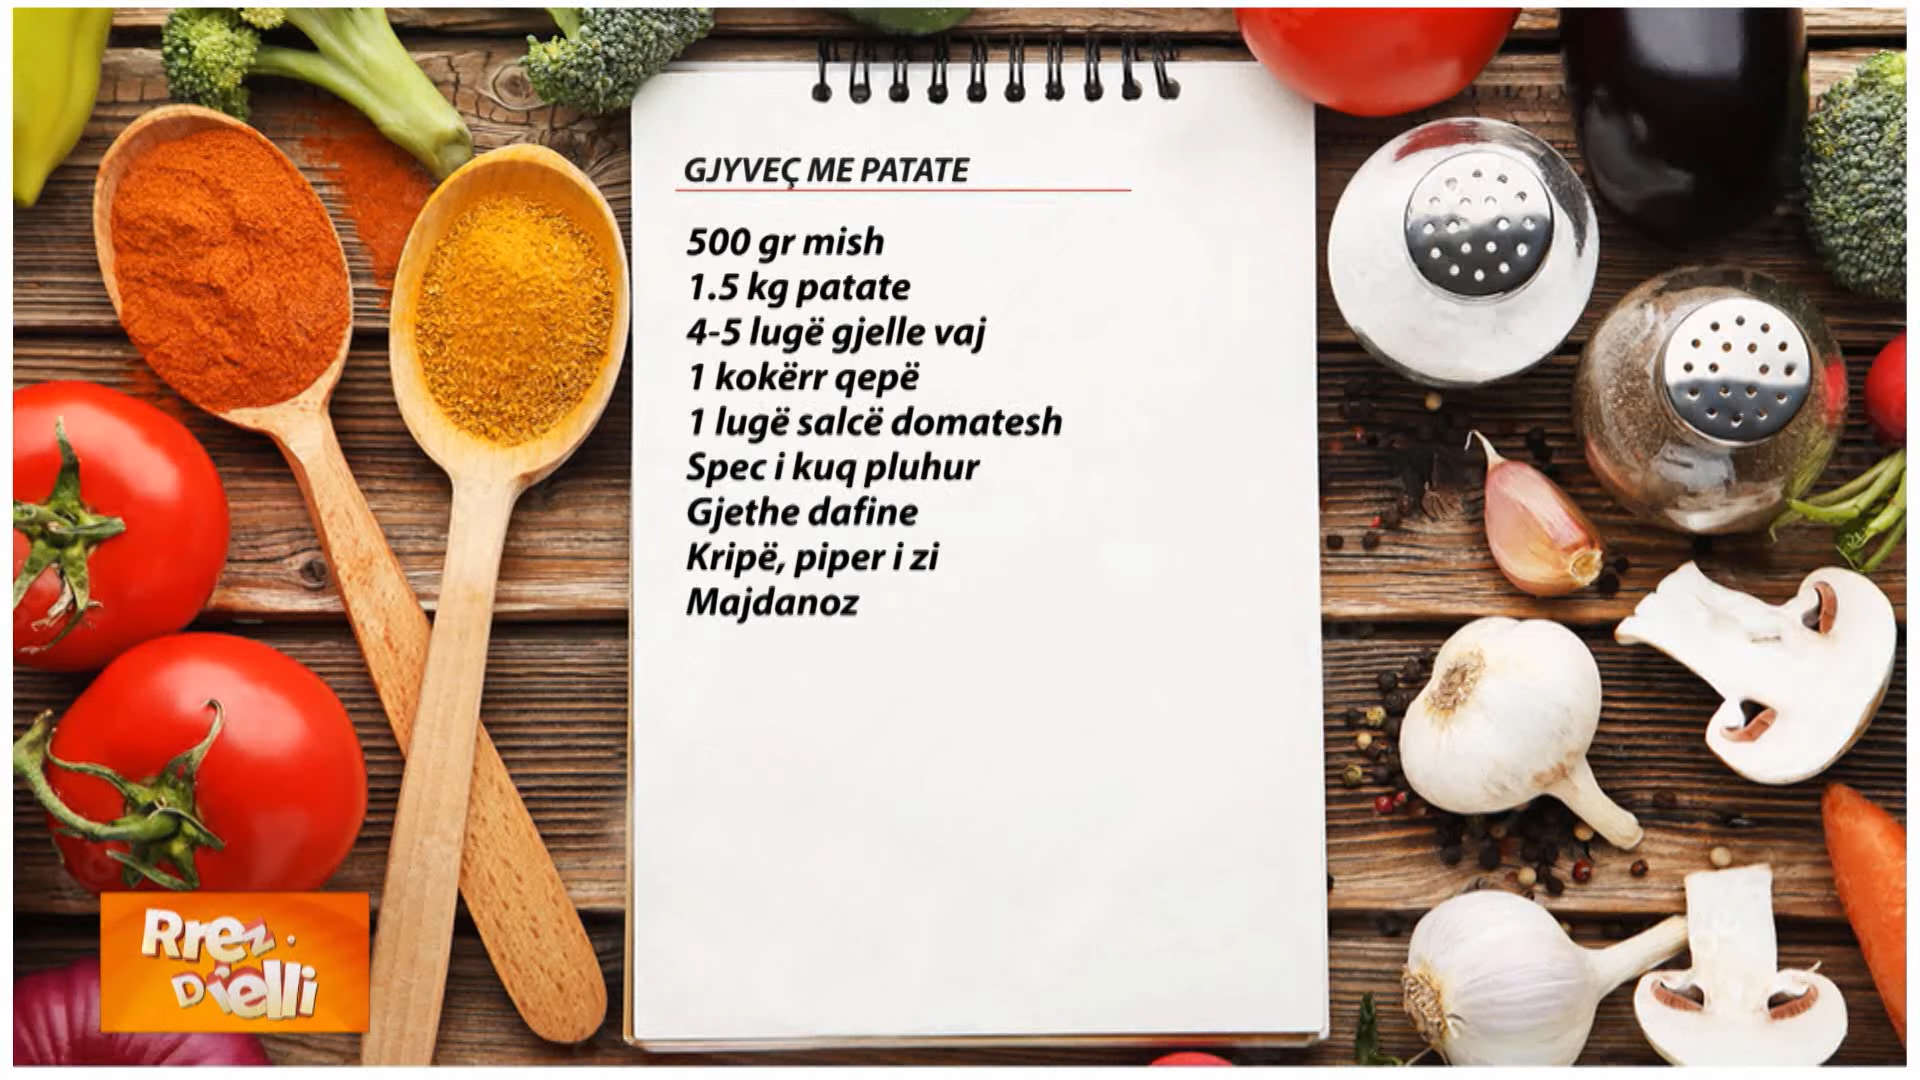 GJYVEÇ ME PATATE
500 gr mish
1.5 kg patate
4-5 lugë gjelle vaj
1 kokërr qepë
1 lugë salcë domatesh
Spec i kuq pluhur
Gjethe dafine
Kripë, piper i zi
Majdanoz
Rrez
Dielli